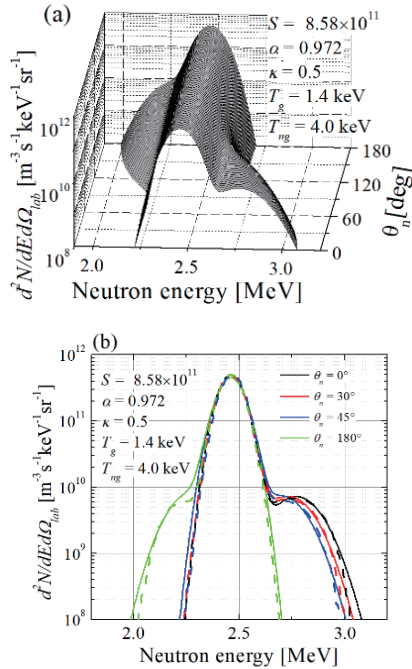 (a)
S = 8.58×10¹¹
α = 0.972
κ = 0.5
T_g = 1.4 keV
T_ng = 4.0 keV
d²N/dEdΩ_lab [m⁻³s⁻¹keV⁻¹sr⁻¹]
10¹²
10¹⁰
10⁸
180
120
60
0
θ_n [deg]
2.0 2.5 3.0
Neutron energy [MeV]
(b)
d²N/dEdΩ_lab [m⁻³s⁻¹keV⁻¹sr⁻¹]
10¹²
10¹¹
10¹⁰
10⁹
10⁸
S = 8.58×10¹¹
α = 0.972
κ = 0.5
T_g = 1.4 keV
T_ng = 4.0 keV
θ_n = 0°
θ_n = 30°
θ_n = 45°
θ_n = 180°
2.0 2.5 3.0
Neutron energy [MeV]